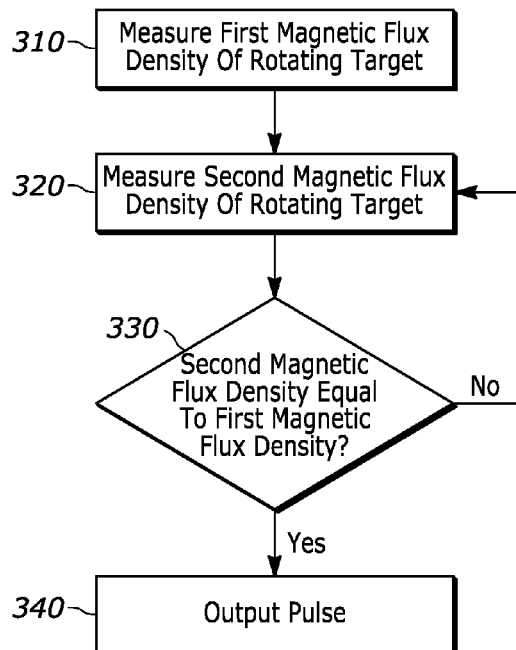 310
Measure First Magnetic Flux
Density Of Rotating Target
320
Measure Second Magnetic Flux
Density Of Rotating Target
330
Second Magnetic
Flux Density Equal
To First Magnetic
Flux Density?
No
Yes
340
Output Pulse